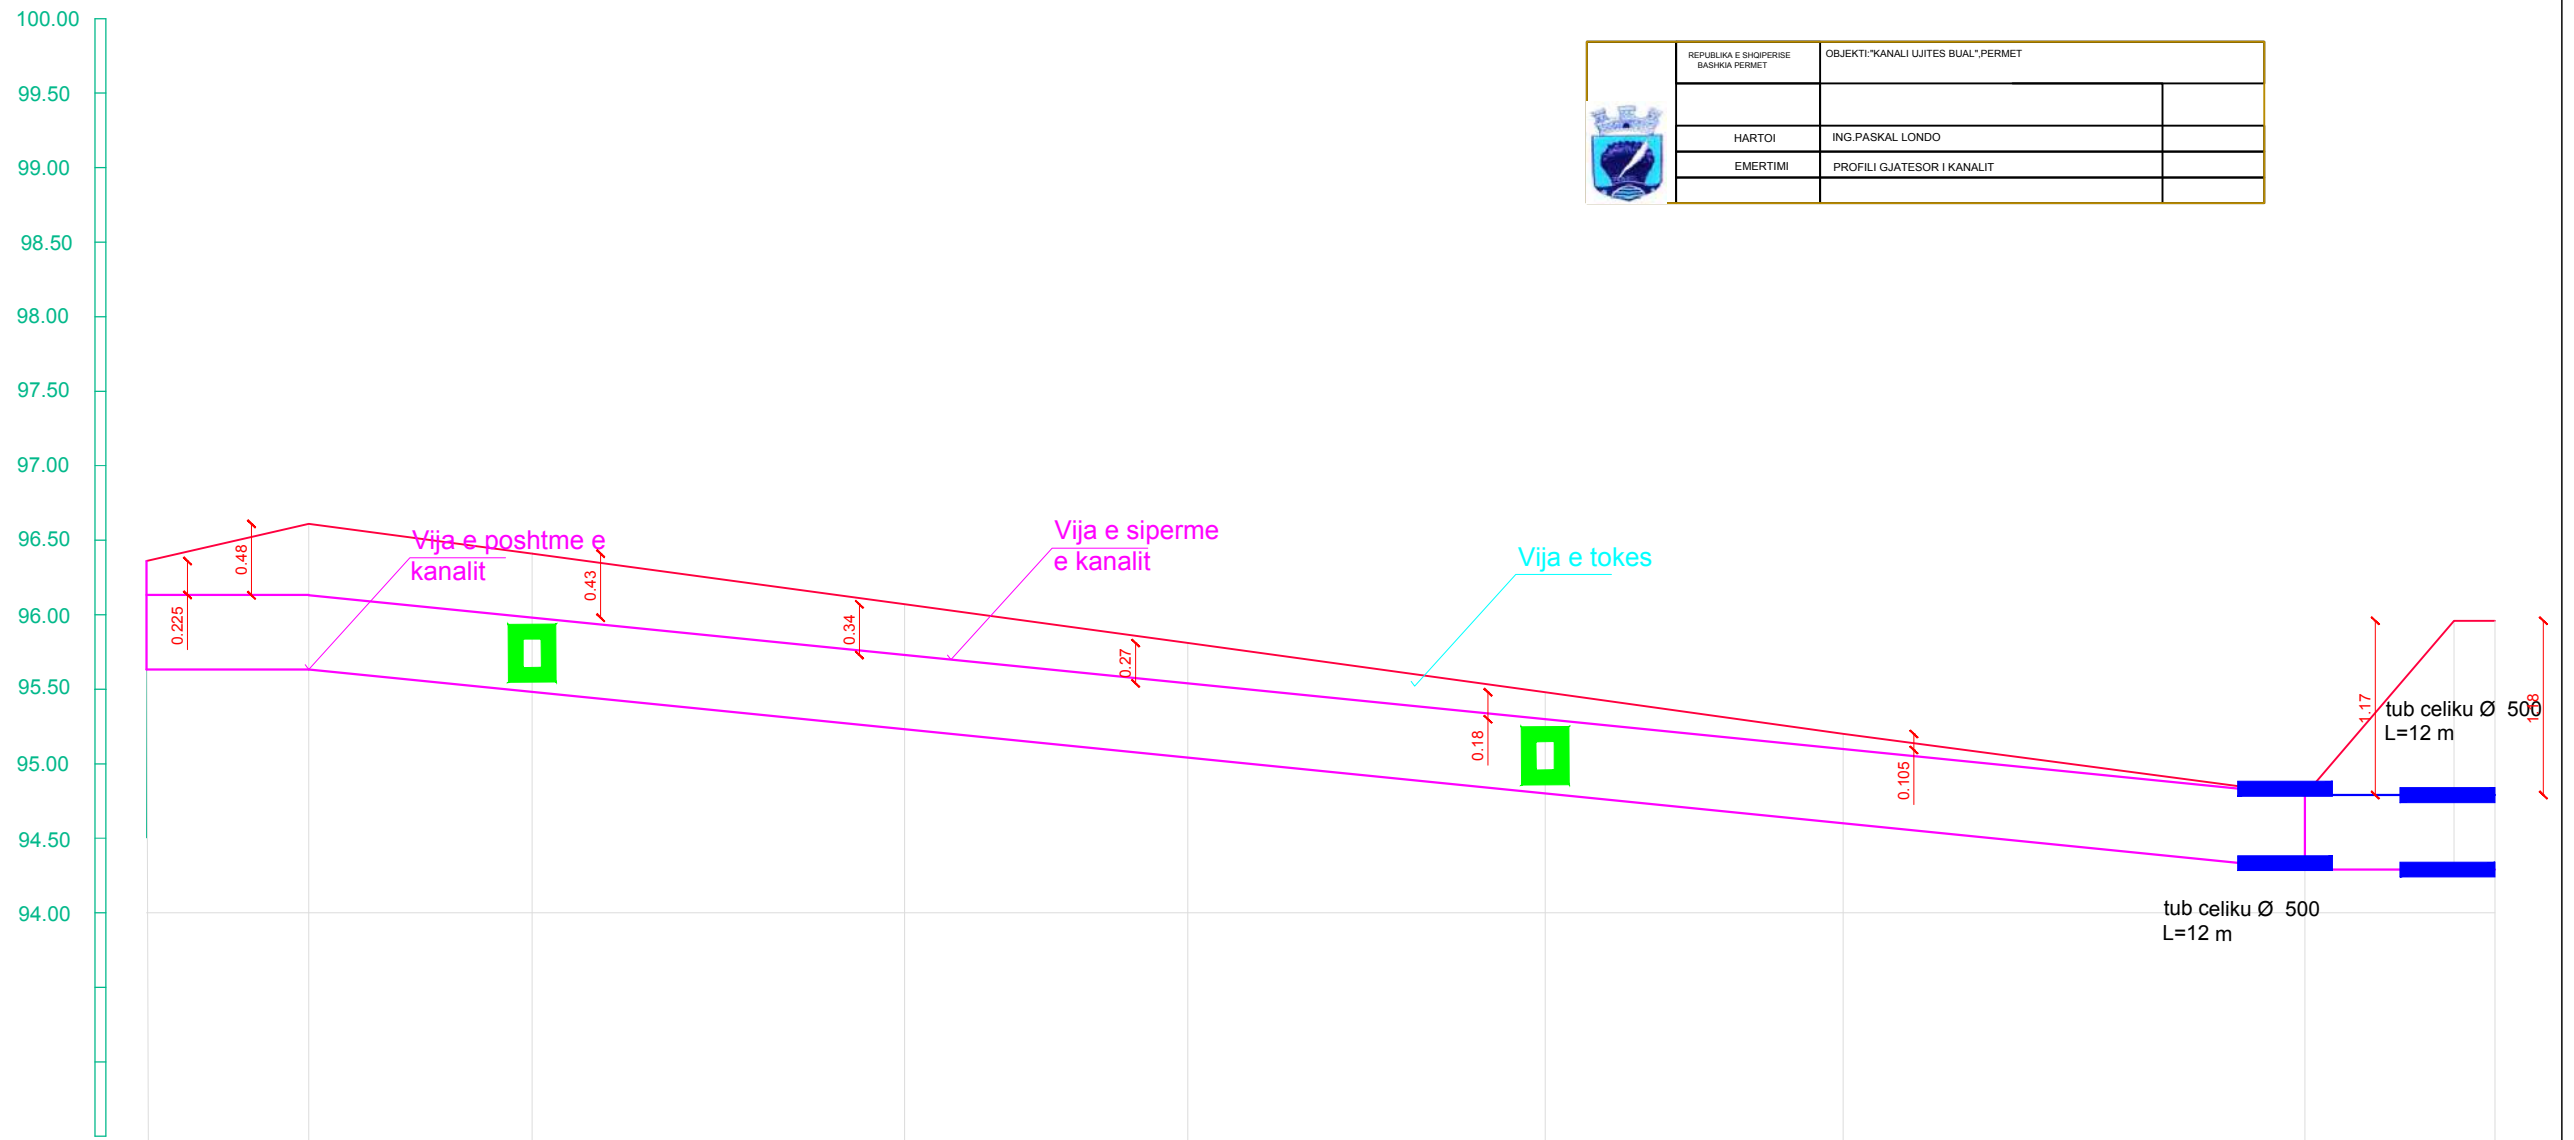 100.00
99.50
99.00
98.50
98.00
97.50
97.00
96.50
96.00
95.50
95.00
94.50
94.00
REPUBLIKA E SHQIPERISE
BASHKIA PERMET
OBJEKTI:"KANALI UJITES BUAL",PERMET
HARTOI
ING.PASKAL LONDO
EMERTIMI
PROFILI GJATESOR I KANALIT
0.225
0.48
Vija e poshtme e
kanalit
0.43
0.34
Vija e siperme
e kanalit
0.27
Vija e tokes
0.18
0.105
1.17
tub celiku Ø 500
L=12 m
1.18
tub celiku Ø 500
L=12 m